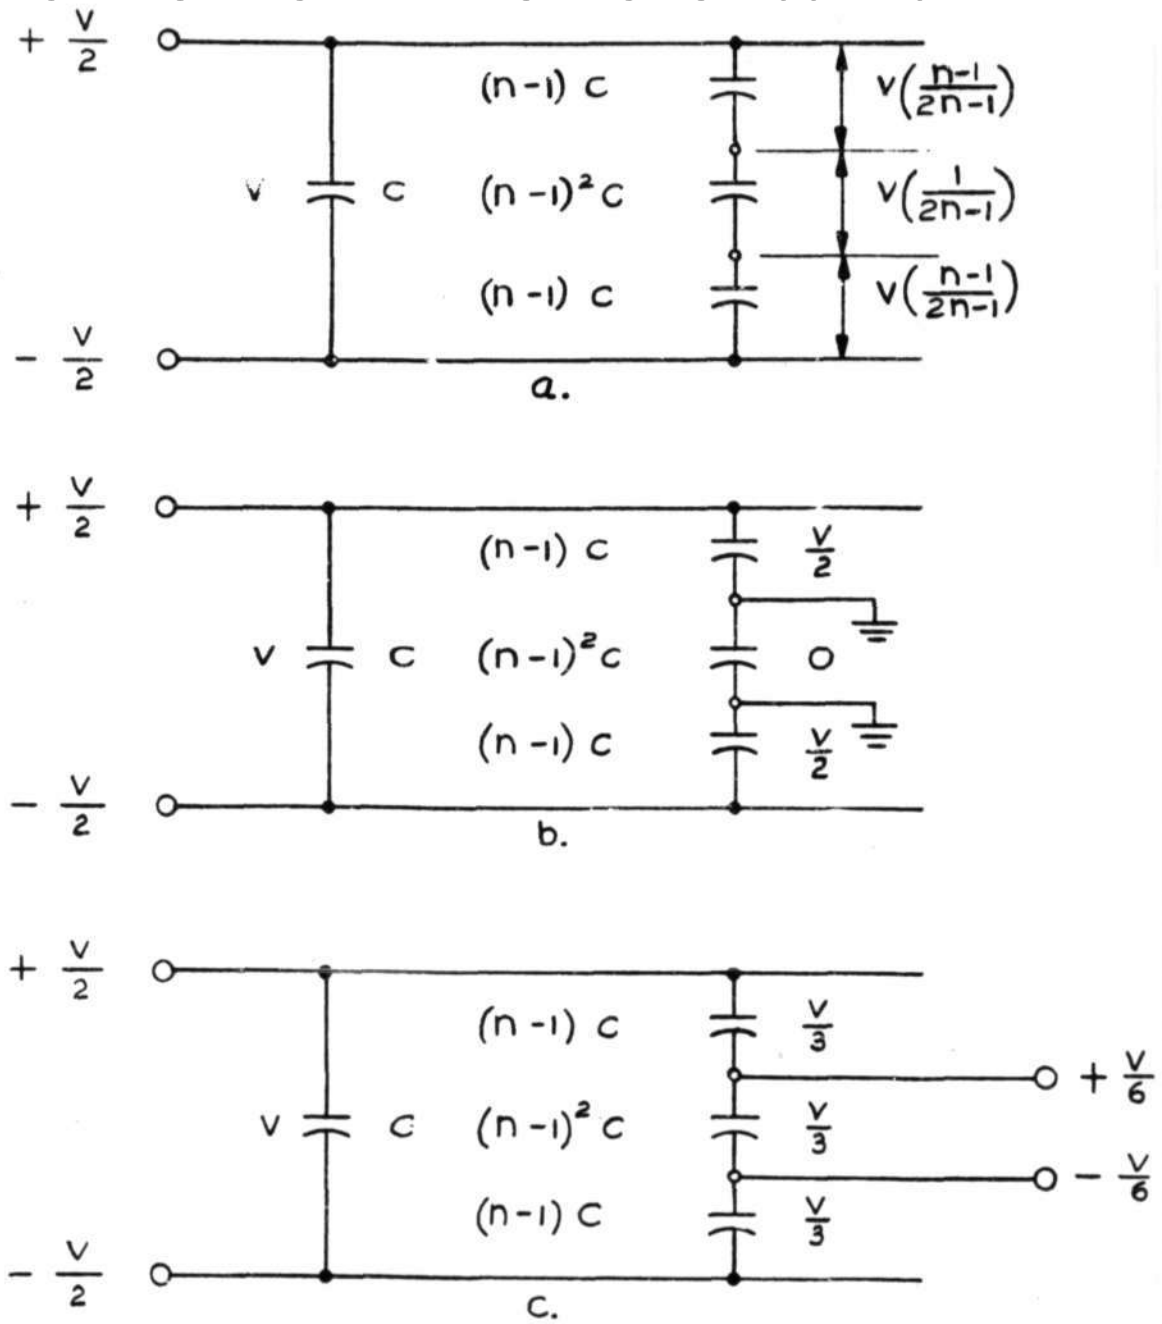 + V/2
(n-1) C
V(n-1/2n-1)
V C
(n-1)² C
V(1/2n-1)
(n-1) C
V(n-1/2n-1)
- V/2
a.
+ V/2
(n-1) C
V/2
V C
(n-1)² C
0
(n-1) C
V/2
- V/2
b.
+ V/2
(n-1) C
V/3
+ V/6
V C
(n-1)² C
V/3
- V/6
(n-1) C
V/3
- V/2
c.